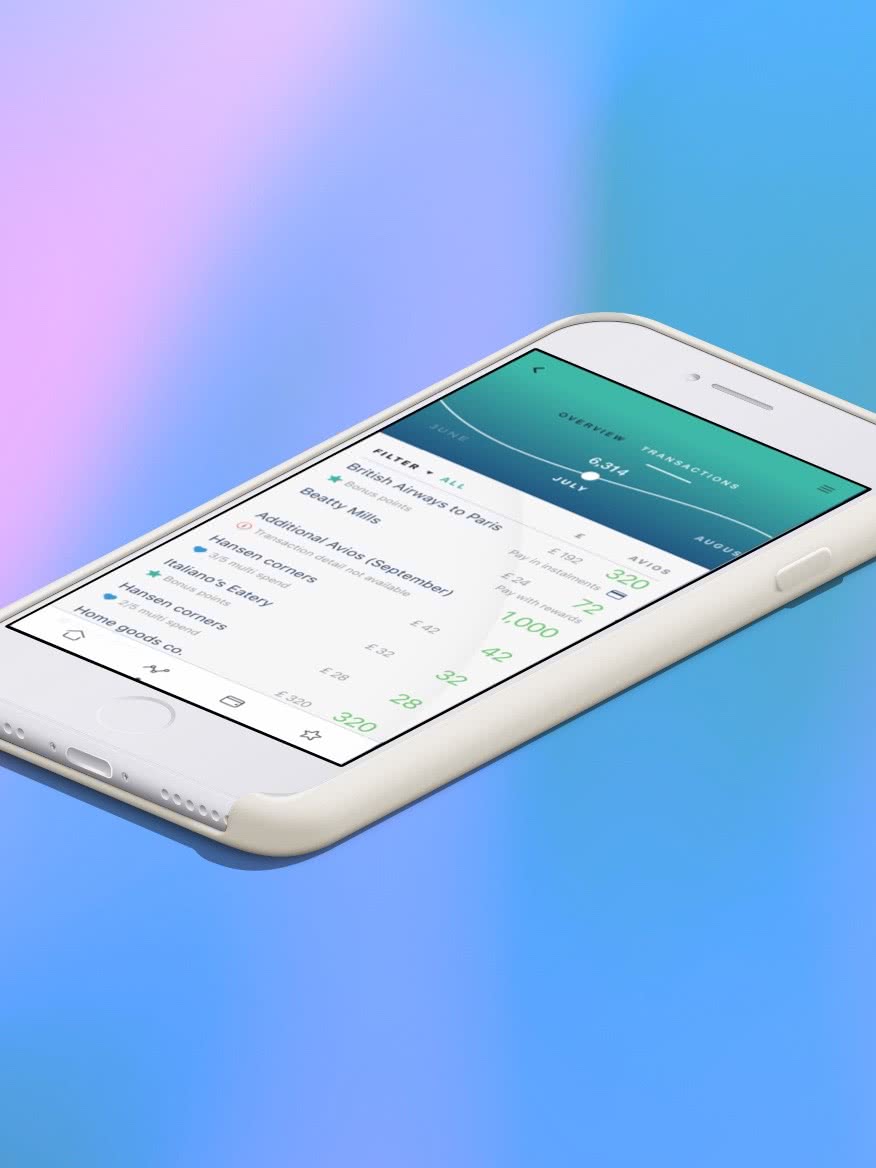 OVERVIEW
TRANSACTIONS
6,314
JUNE
JULY
AUGUS
FILTER ALL
£
AVIOS
British Airways to Paris
£192
320
Bonus points
Pay in instalments
Beatty Mills
£24
72
Pay with rewards
Additional Avios (September)
1,000
Transaction detail not available
Hansen corners
£42
42
3/5 multi spend
Italiano's Eatery
£32
32
Bonus points
Hansen corners
£28
28
2/5 multi spend
Home goods co.
£320
320